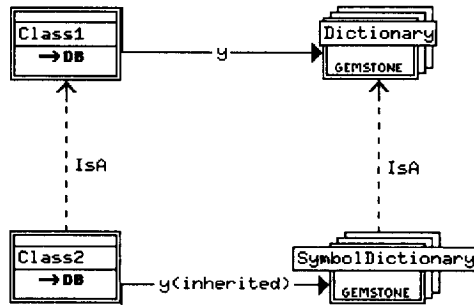 Class1
→DB
y
Dictionary
GEMSTONE
IsA
IsA
Class2
→DB
y(inherited)
SymbolDictionary
GEMSTONE